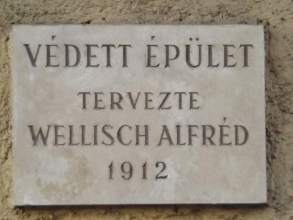 VÉDETT ÉPÜLET
TERVEZTE
WELLISCH ALFRÉD
1912